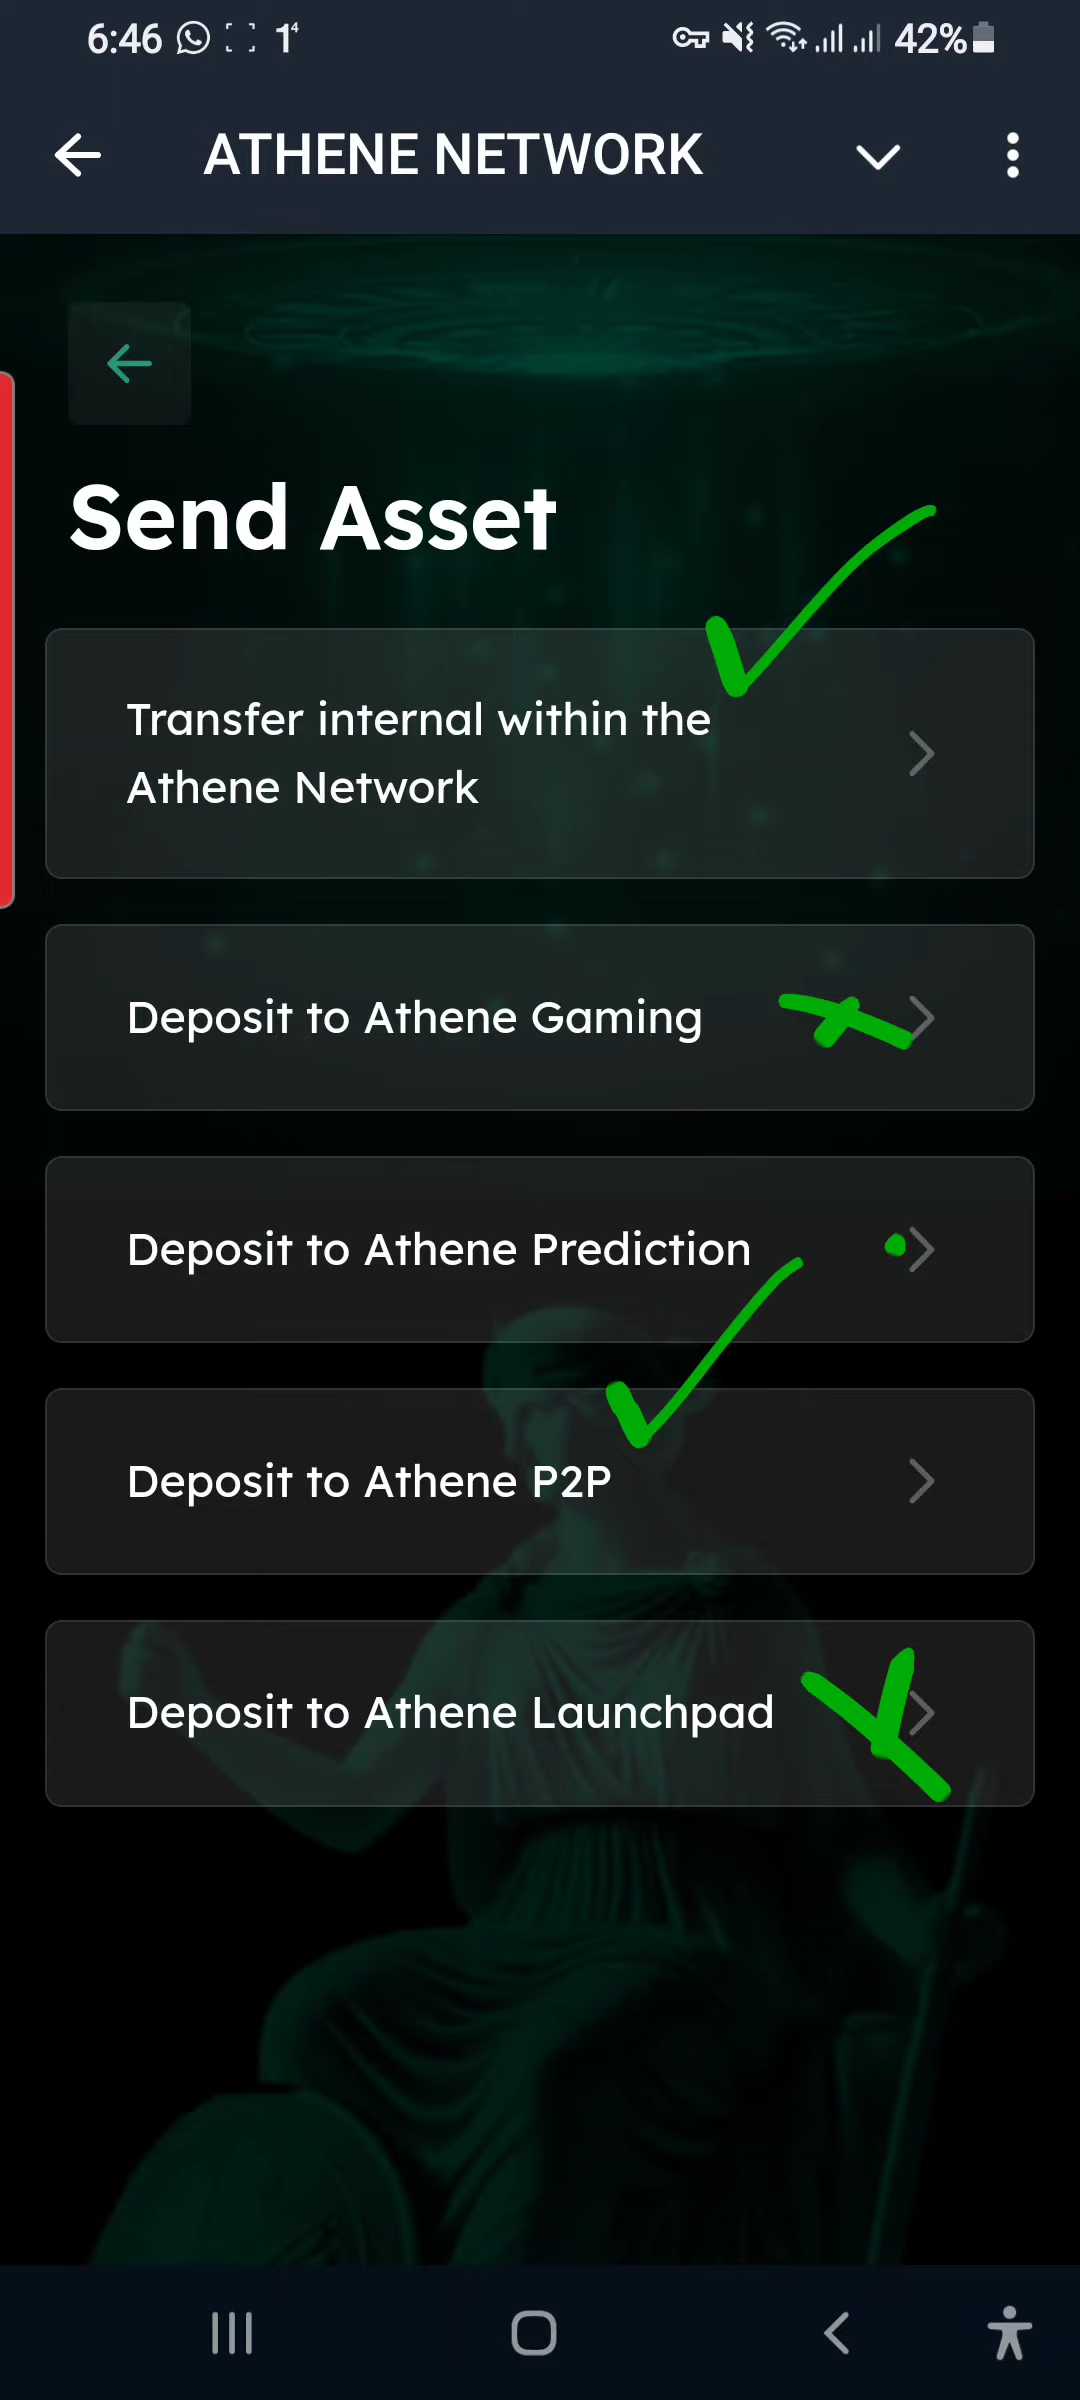 6:46 1⁴ 42%
ATHENE NETWORK
Send Asset
Transfer internal within the
Athene Network
Deposit to Athene Gaming
Deposit to Athene Prediction
Deposit to Athene P2P
Deposit to Athene Launchpad